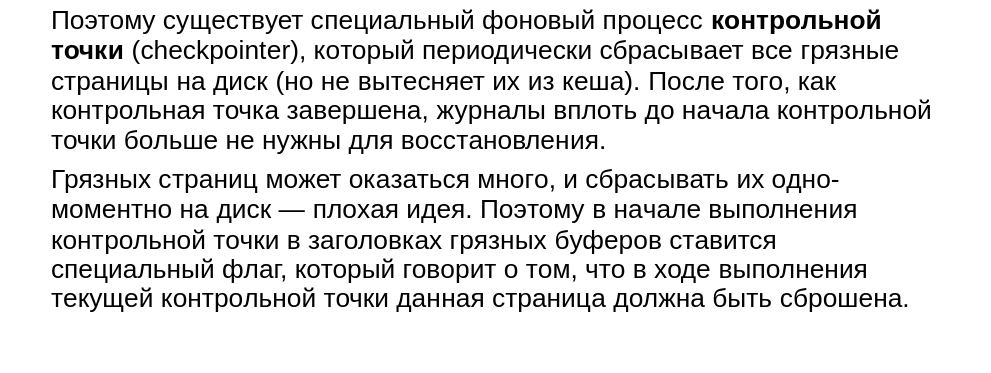 Поэтому существует специальный фоновый процесс контрольной
точки (checkpointer), который периодически сбрасывает все грязные
страницы на диск (но не вытесняет их из кеша). После того, как
контрольная точка завершена, журналы вплоть до начала контрольной
точки больше не нужны для восстановления.
Грязных страниц может оказаться много, и сбрасывать их одно-
моментно на диск — плохая идея. Поэтому в начале выполнения
контрольной точки в заголовках грязных буферов ставится
специальный флаг, который говорит о том, что в ходе выполнения
текущей контрольной точки данная страница должна быть сброшена.